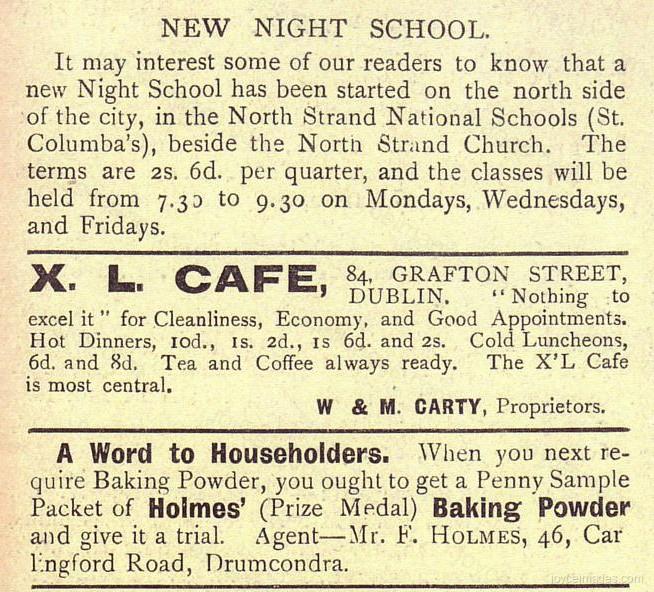 NEW NIGHT SCHOOL.
It may interest some of our readers to know that a
new Night School has been started on the north side
of the city, in the North Strand National Schools (St.
Columba's), beside the North Strand Church. The
terms are 2s. 6d. per quarter, and the classes will be
held from 7.30 to 9.30 on Mondays, Wednesdays,
and Fridays.
X. L. CAFE, 84, GRAFTON STREET,
DUBLIN. "Nothing to
excel it" for Cleanliness, Economy, and Good Appointments.
Hot Dinners, 10d., 1s. 2d., 1s 6d. and 2s. Cold Luncheons,
6d. and 8d. Tea and Coffee always ready. The X'L Cafe
is most central.
W & M. CARTY, Proprietors.
A Word to Householders. When you next re-
quire Baking Powder, you ought to get a Penny Sample
Packet of Holmes' (Prize Medal) Baking Powder
and give it a trial. Agent—Mr. F. HOLMES, 46, Car
lingford Road, Drumcondra.
joyceimages.com